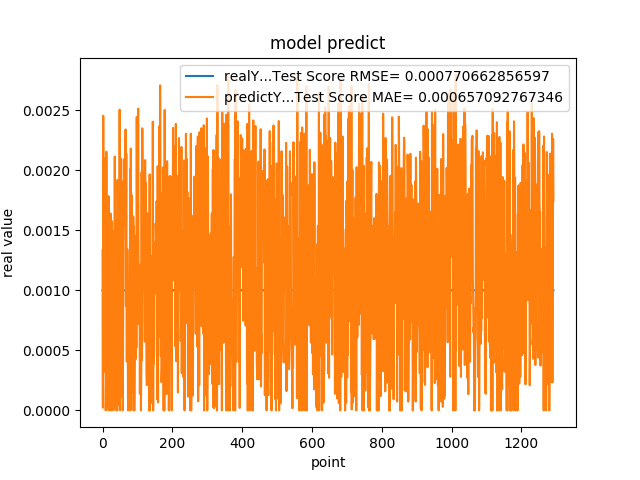 model predict
realY...Test Score RMSE= 0.000770662856597
predictY...Test Score MAE= 0.000657092767346
real value
0.0025
0.0020
0.0015
0.0010
0.0005
0.0000
0 200 400 600 800 1000 1200
point